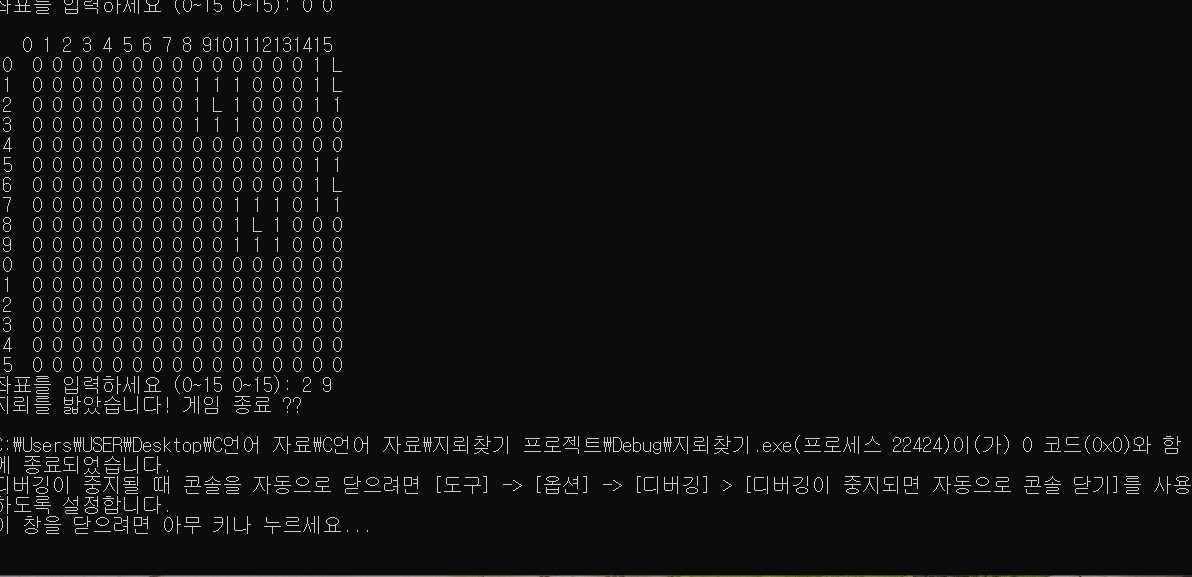 좌표를 입력하세요 (0~15 0~15): 0 0
0 1 2 3 4 5 6 7 8 9101112131415
0 0 0 0 0 0 0 0 0 0 0 0 0 0 0 1 L
1 0 0 0 0 0 0 0 0 1 1 1 0 0 0 1 L
2 0 0 0 0 0 0 0 0 1 L 1 0 0 0 1 1
3 0 0 0 0 0 0 0 0 1 1 1 0 0 0 0 0
4 0 0 0 0 0 0 0 0 0 0 0 0 0 0 0 0
5 0 0 0 0 0 0 0 0 0 0 0 0 0 0 1 1
6 0 0 0 0 0 0 0 0 0 0 0 0 0 0 1 L
7 0 0 0 0 0 0 0 0 0 0 1 1 1 0 1 1
8 0 0 0 0 0 0 0 0 0 0 1 L 1 0 0 0
9 0 0 0 0 0 0 0 0 0 0 1 1 1 0 0 0
0 0 0 0 0 0 0 0 0 0 0 0 0 0 0 0 0
1 0 0 0 0 0 0 0 0 0 0 0 0 0 0 0 0
2 0 0 0 0 0 0 0 0 0 0 0 0 0 0 0 0
3 0 0 0 0 0 0 0 0 0 0 0 0 0 0 0 0
4 0 0 0 0 0 0 0 0 0 0 0 0 0 0 0 0
5 0 0 0 0 0 0 0 0 0 0 0 0 0 0 0 0
좌표를 입력하세요 (0~15 0~15): 2 9
지뢰를 밟았습니다! 게임 종료 ??
C:₩Users₩USER₩Desktop₩C언어 자료₩C언어 자료₩지뢰찾기 프로젝트₩Debug₩지뢰찾기.exe(프로세스 22424)이(가) 0 코드(0x0)와 함
께 종료되었습니다.
디버깅이 중지될 때 콘솔을 자동으로 닫으려면 [도구] -> [옵션] -> [디버깅] > [디버깅이 중지되면 자동으로 콘솔 닫기]를 사용
하도록 설정합니다.
이 창을 닫으려면 아무 키나 누르세요...